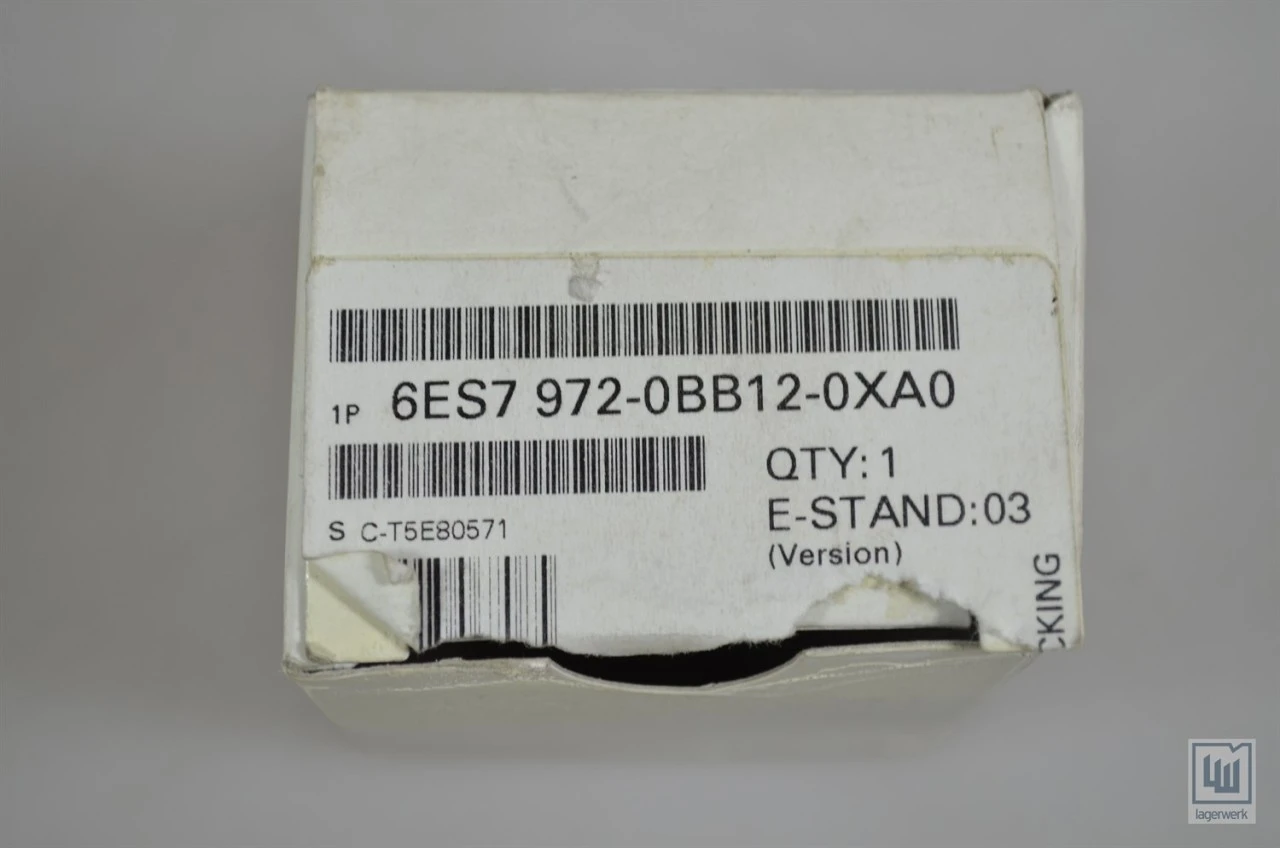 1P 6ES7 972-0BB12-0XA0
S C-T5E80571
QTY: 1
E-STAND:03
(Version)
CKING
lagerwerk